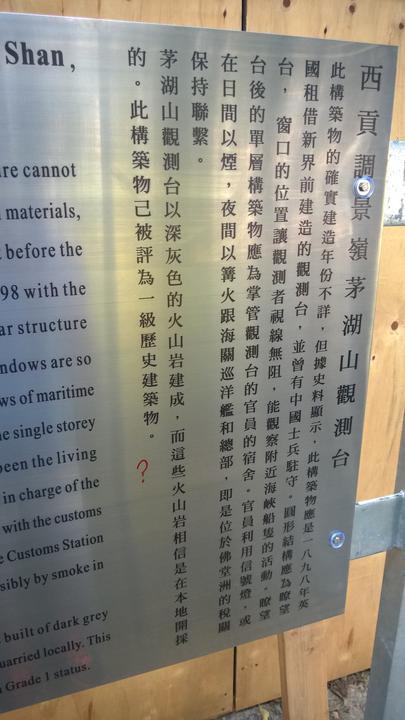 西貢調景嶺茅湖山觀測台
此構築物的確實建造年份不詳，但據史料顯示，此構築物應是一八九八年英
國租借新界前建造的觀測台，並曾有中國士兵駐守。圓形結構應為瞭望
台，窗口的位置讓觀測者視線無阻，能觀察附近海峽船隻的活動。瞭望
台後的單層構築物應為掌管觀測台的官員的宿舍。官員利用信號燈，或
在日間以煙，夜間以篝火跟海關巡洋艦和總部，即是位於佛堂洲的稅關
保持聯繫。
茅湖山觀測台以深灰色的火山岩建成，而這些火山岩相信是在本地開採
的。此構築物己被評為一級歷史建築物。?
Shan,
cannot
materials,
before the
98 with the
structure
are so
of maritime
single storey
been the living
in charge of the
with the customs
Customs Station
by smoke in
built of dark grey
quarried locally. This
Grade 1 status.